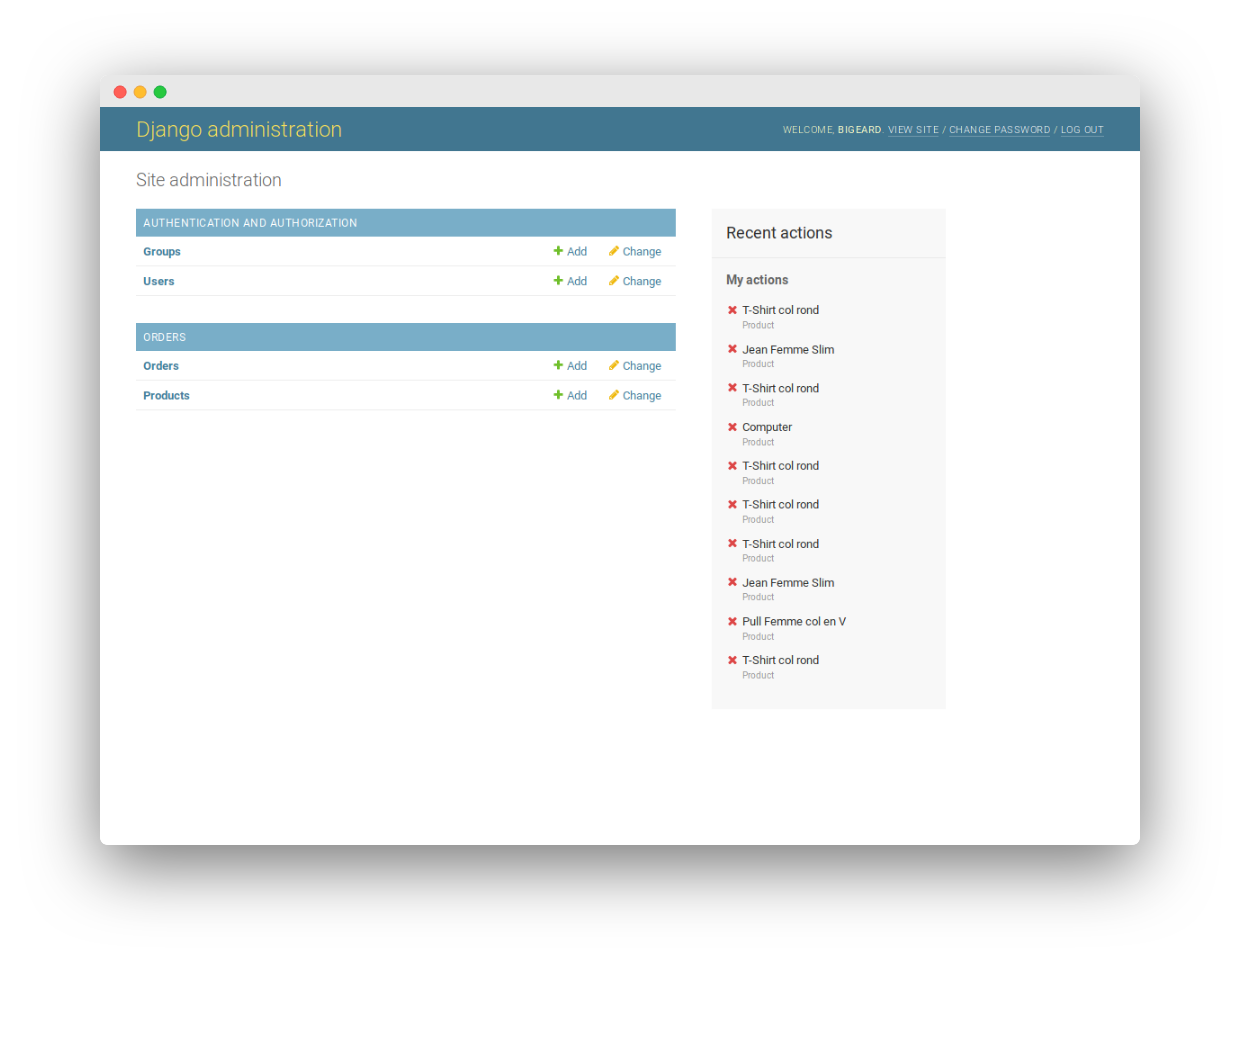 Django administration
WELCOME, BIGEARD. VIEW SITE / CHANGE PASSWORD / LOG OUT
Site administration
AUTHENTICATION AND AUTHORIZATION
Groups Add Change
Users Add Change
ORDERS
Orders Add Change
Products Add Change
Recent actions
My actions
T-Shirt col rond
Product
Jean Femme Slim
Product
T-Shirt col rond
Product
Computer
Product
T-Shirt col rond
Product
T-Shirt col rond
Product
T-Shirt col rond
Product
Jean Femme Slim
Product
Pull Femme col en V
Product
T-Shirt col rond
Product